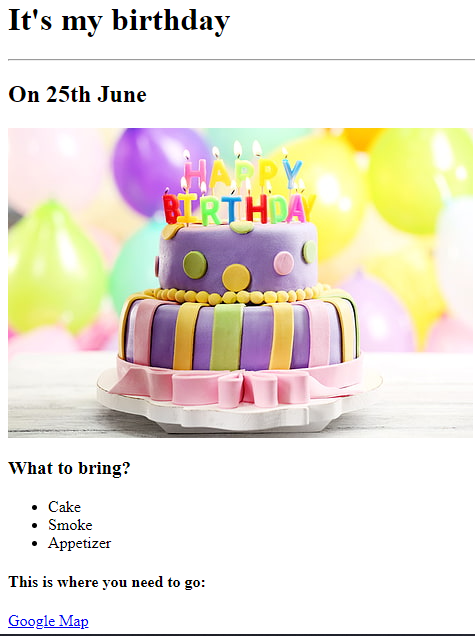 It's my birthday
On 25th June
HAPPY
BIRTHDAY
What to bring?
Cake
Smoke
Appetizer
This is where you need to go:
Google Map